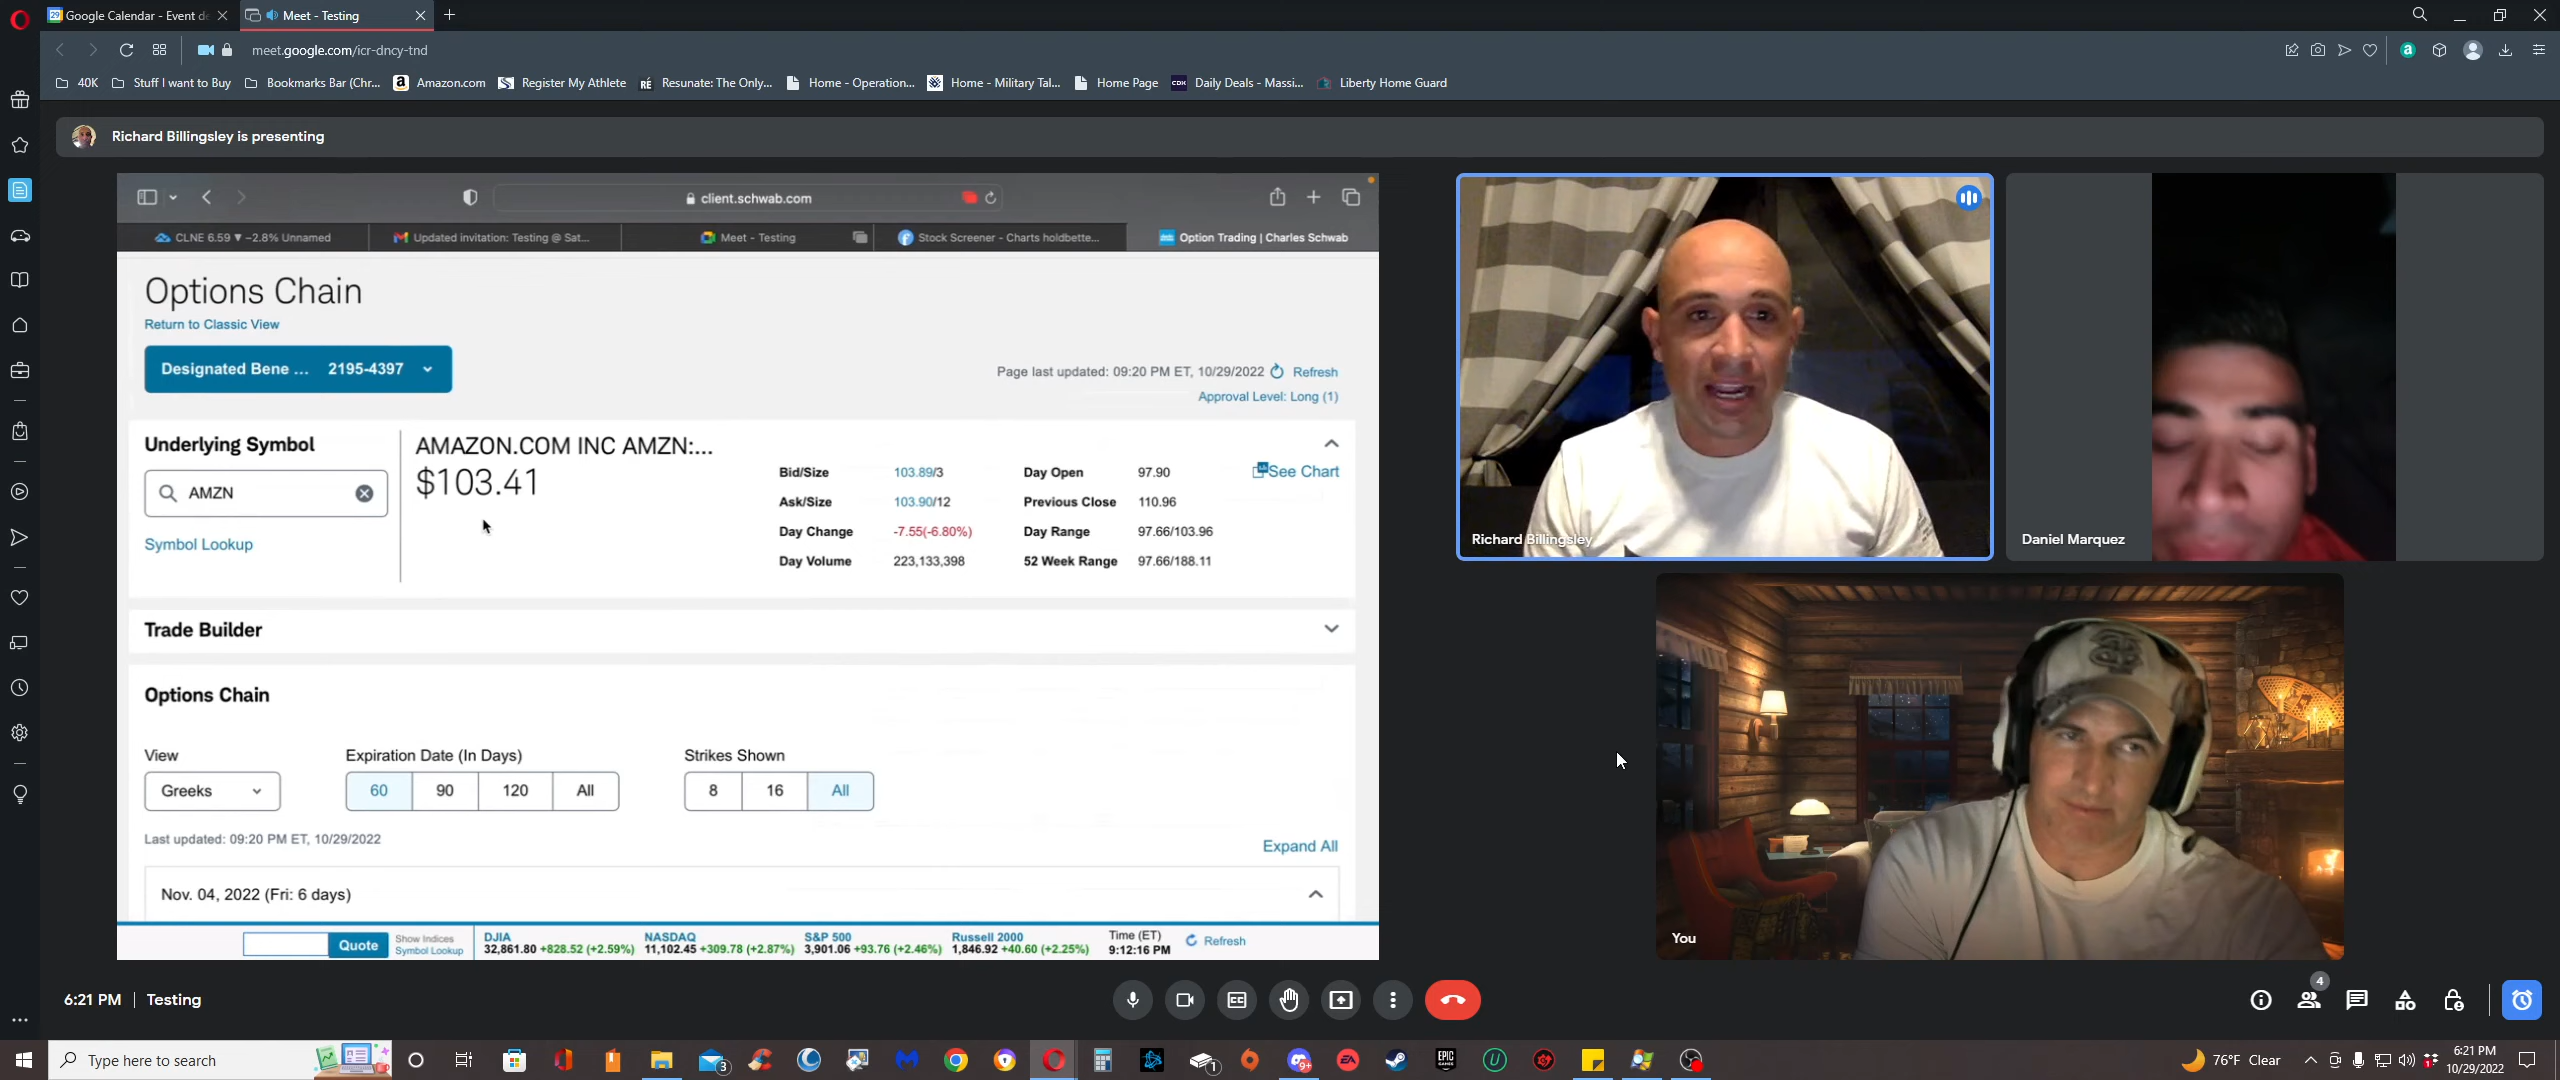 Google Calendar - Event de
Meet - Testing
meet.google.com/icr-dncy-tnd
40K
Stuff I want to Buy
Bookmarks Bar (Chr...
Amazon.com
Register My Athlete
RÉ
Resunate: The Only...
Home - Operation...
Home - Military Tal...
Home Page
CDK
Daily Deals - Massi...
Liberty Home Guard
Richard Billingsley is presenting
client.schwab.com
CLNE 6.59 ▼ −2.8% Unnamed
Updated invitation: Testing @ Sat...
Meet - Testing
Stock Screener - Charts holdbette...
Option Trading | Charles Schwab
Options Chain
Return to Classic View
Designated Bene ... 2195-4397
Page last updated: 09:20 PM ET, 10/29/2022 Refresh
Approval Level: Long (1)
Underlying Symbol
AMZN
Symbol Lookup
AMAZON.COM INC AMZN:...
$103.41
Bid/Size 103.89/3
Ask/Size 103.90/12
Day Change -7.55(-6.80%)
Day Volume 223,133,398
Day Open 97.90
Previous Close 110.96
Day Range 97.66/103.96
52 Week Range 97.66/188.11
See Chart
Trade Builder
Options Chain
View
Greeks
Expiration Date (In Days)
60 90 120 All
Strikes Shown
8 16 All
Last updated: 09:20 PM ET, 10/29/2022
Expand All
Nov. 04, 2022 (Fri: 6 days)
Quote
Show Indices
Symbol Lookup
DJIA
32,861.80 +828.52 (+2.59%)
NASDAQ
11,102.45 +309.78 (+2.87%)
S&P 500
3,901.06 +93.76 (+2.46%)
Russell 2000
1,846.92 +40.60 (+2.25%)
Time (ET)
9:12:16 PM
Refresh
Richard Billingsley
Daniel Marquez
You
6:21 PM | Testing
4
Type here to search
3
1
9+
EA
EPIC
GAMES
76°F Clear
6:21 PM
10/29/2022